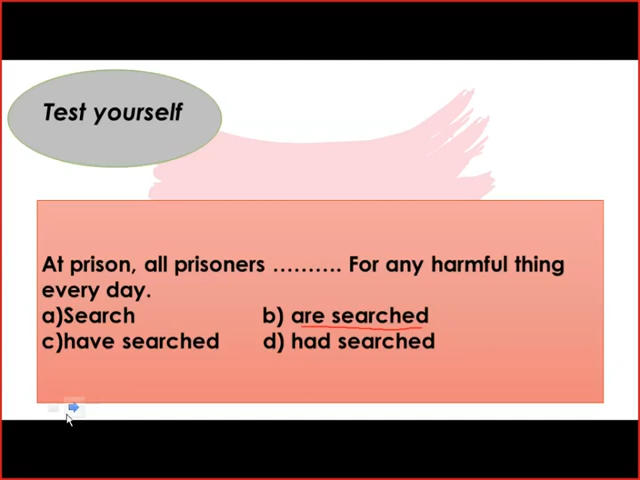 Test yourself
At prison, all prisoners ………. For any harmful thing
every day.
a)Search b) are searched
c)have searched d) had searched